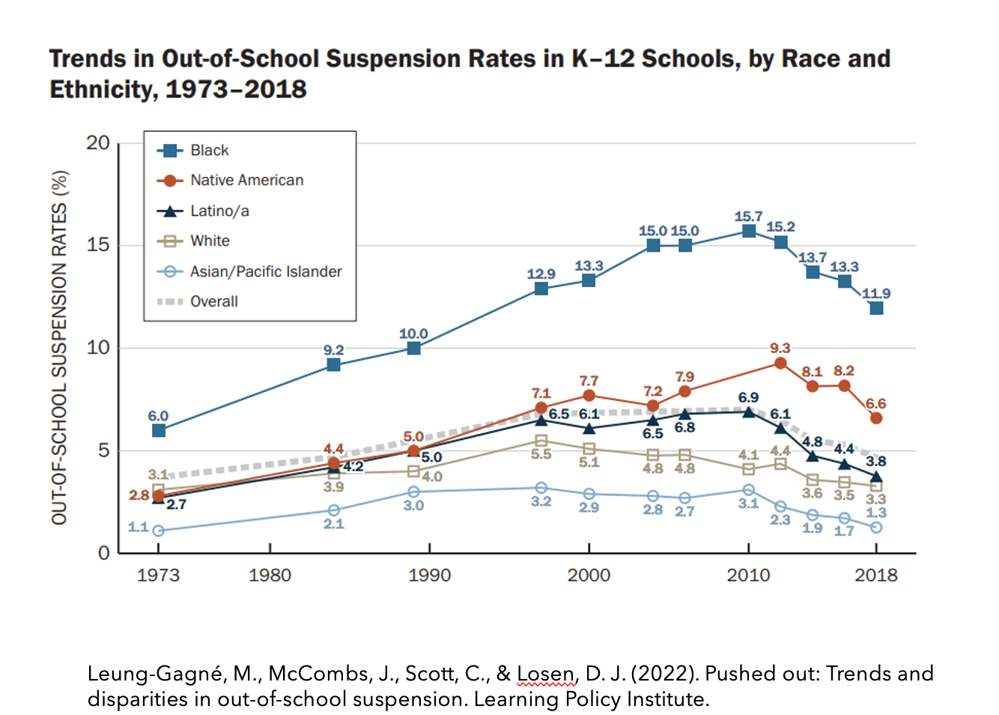 Trends in Out-of-School Suspension Rates in K–12 Schools, by Race and
Ethnicity, 1973–2018
OUT-OF-SCHOOL SUSPENSION RATES (%)
20
15
10
5
0
Black
Native American
Latino/a
White
Asian/Pacific Islander
Overall
6.0 9.2 10.0 12.9 13.3 15.0 15.0 15.7 15.2 13.7 13.3 11.9
2.8 4.4 5.0 7.1 7.7 7.2 7.9 9.3 8.1 8.2 6.6
2.7 4.2 5.0 6.5 6.1 6.5 6.8 6.9 6.1 4.8 4.4 3.8
3.1 3.9 4.0 5.5 5.1 4.8 4.8 4.1 4.4 3.6 3.5 3.3
1.1 2.1 3.0 3.2 2.9 2.8 2.7 3.1 2.3 1.9 1.7 1.3
1973 1980 1990 2000 2010 2018
Leung-Gagné, M., McCombs, J., Scott, C., & Losen, D. J. (2022). Pushed out: Trends and
disparities in out-of-school suspension. Learning Policy Institute.